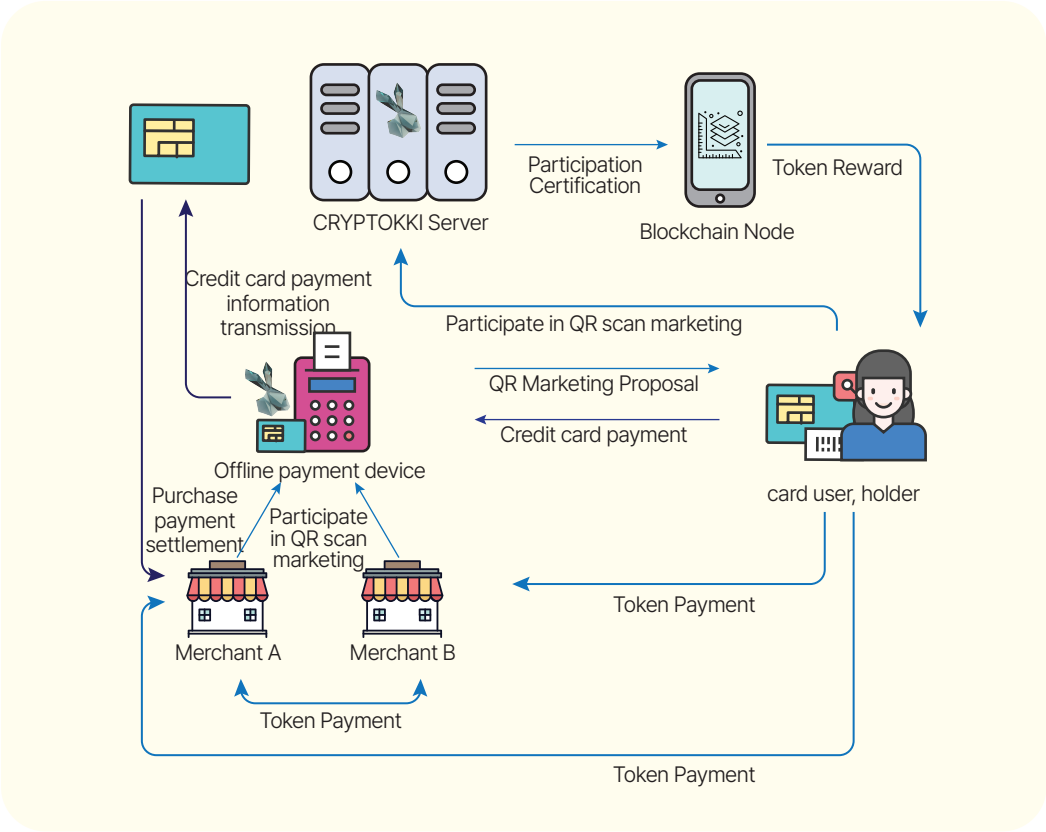 Participation
Certification
Token Reward
CRYPTOKKI Server
Blockchain Node
Credit card payment
information
transmission
Participate in QR scan marketing
QR Marketing Proposal
Credit card payment
Offline payment device
card user, holder
Purchase
payment
settlement
Participate
in QR scan
marketing
Token Payment
Merchant A
Merchant B
Token Payment
Token Payment